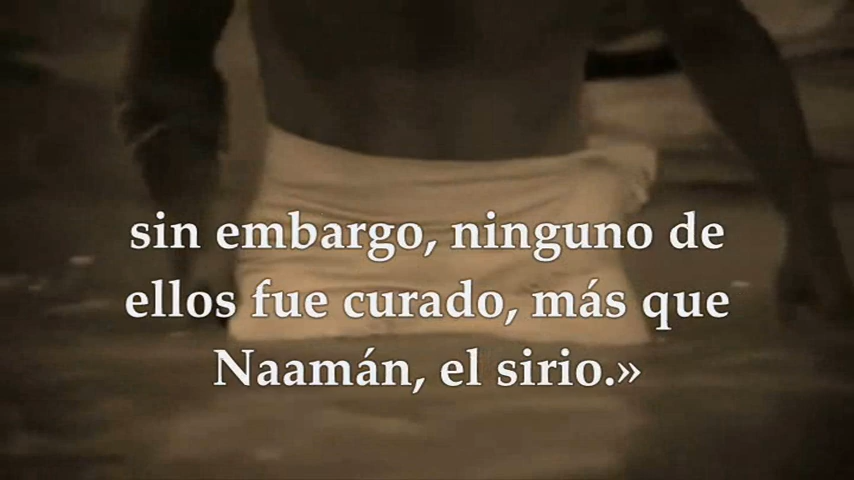 sin embargo, ninguno de
ellos fue curado, más que
Naamán, el sirio.»